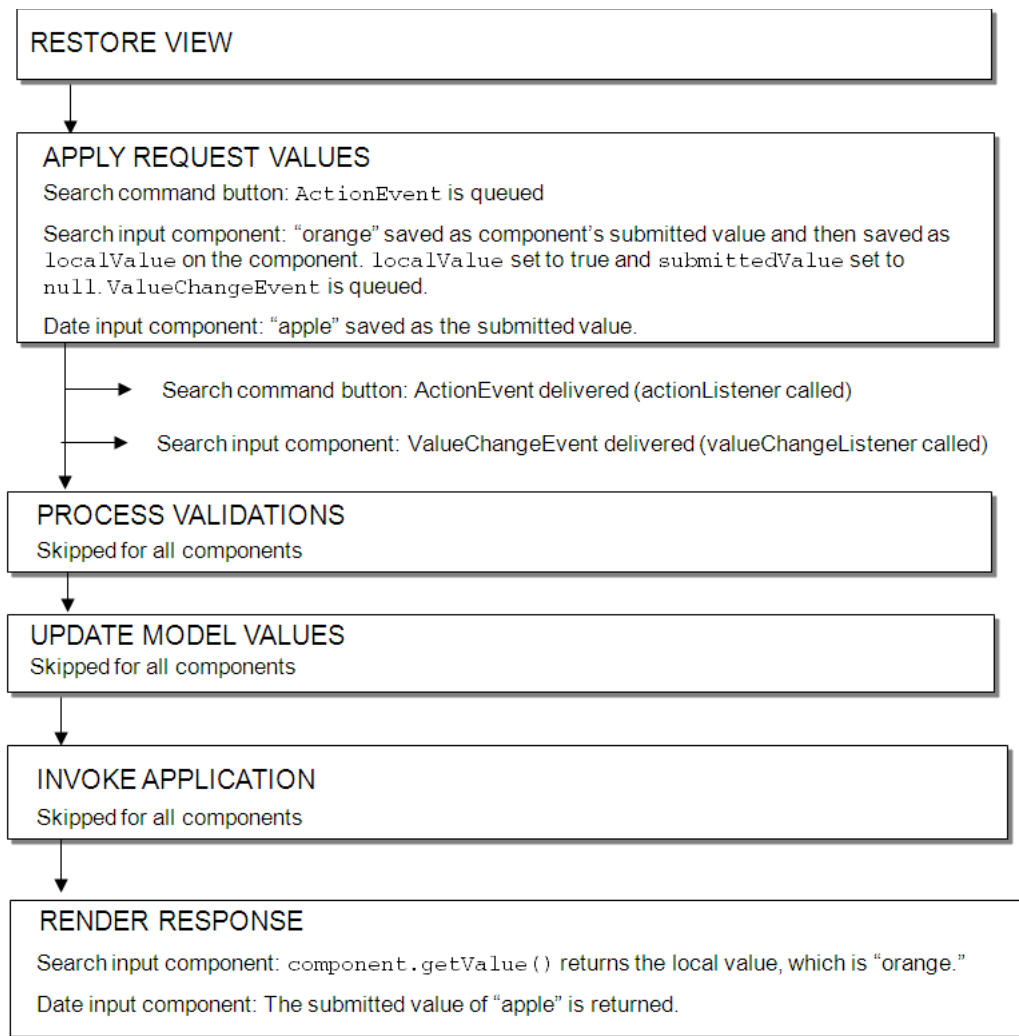 RESTORE VIEW
APPLY REQUEST VALUES
Search command button: ActionEvent is queued
Search input component: “orange” saved as component’s submitted value and then saved as
localValue on the component. localValue set to true and submittedValue set to
null. ValueChangeEvent is queued.
Date input component: “apple” saved as the submitted value.
Search command button: ActionEvent delivered (actionListener called)
Search input component: ValueChangeEvent delivered (valueChangeListener called)
PROCESS VALIDATIONS
Skipped for all components
UPDATE MODEL VALUES
Skipped for all components
INVOKE APPLICATION
Skipped for all components
RENDER RESPONSE
Search input component: component.getValue() returns the local value, which is “orange.”
Date input component: The submitted value of “apple” is returned.